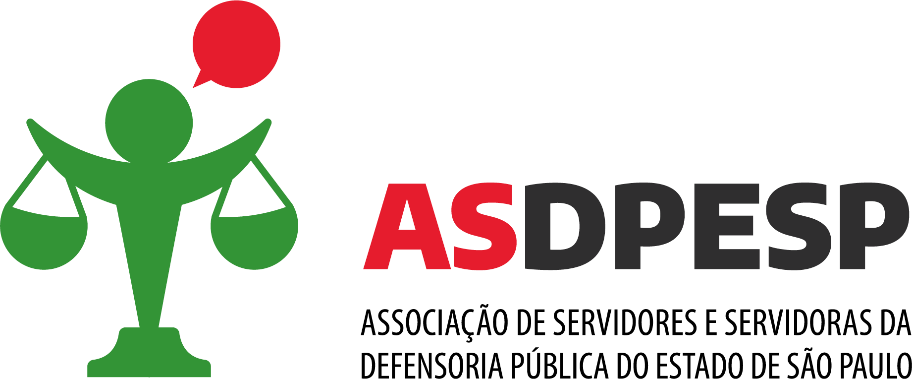 ASDPESP
ASSOCIAÇÃO DE SERVIDORES E SERVIDORAS DA
DEFENSORIA PÚBLICA DO ESTADO DE SÃO PAULO